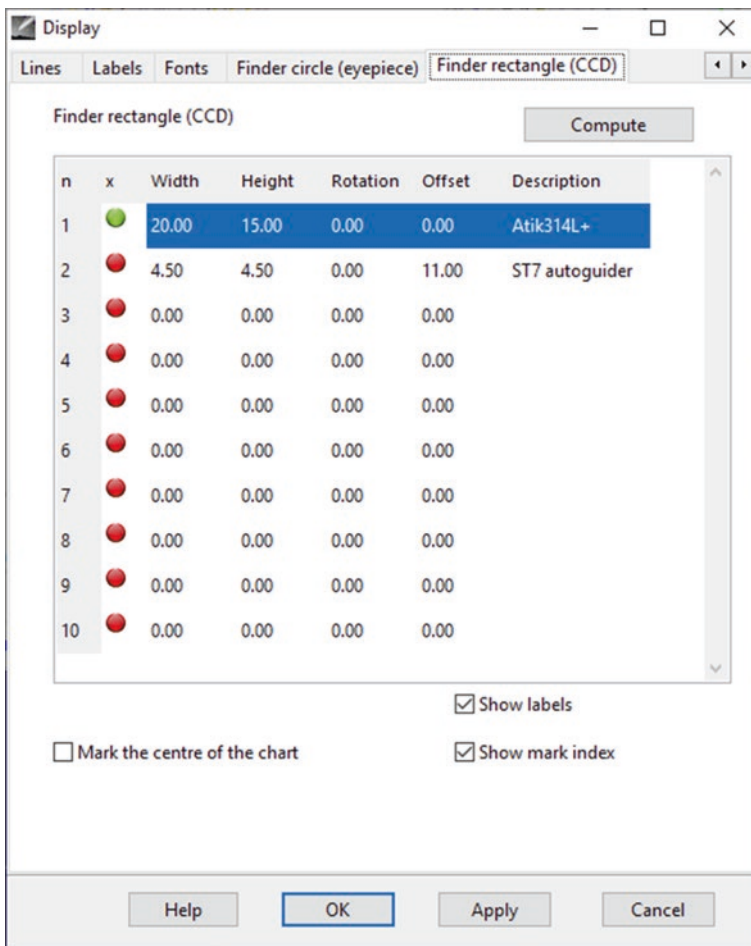 Display
Lines Labels Fonts Finder circle (eyepiece) Finder rectangle (CCD)
Finder rectangle (CCD) Compute
n x Width Height Rotation Offset Description
1 20.00 15.00 0.00 0.00 Atik314L+
2 4.50 4.50 0.00 11.00 ST7 autoguider
3 0.00 0.00 0.00 0.00
4 0.00 0.00 0.00 0.00
5 0.00 0.00 0.00 0.00
6 0.00 0.00 0.00 0.00
7 0.00 0.00 0.00 0.00
8 0.00 0.00 0.00 0.00
9 0.00 0.00 0.00 0.00
10 0.00 0.00 0.00 0.00
Show labels
Mark the centre of the chart Show mark index
Help OK Apply Cancel